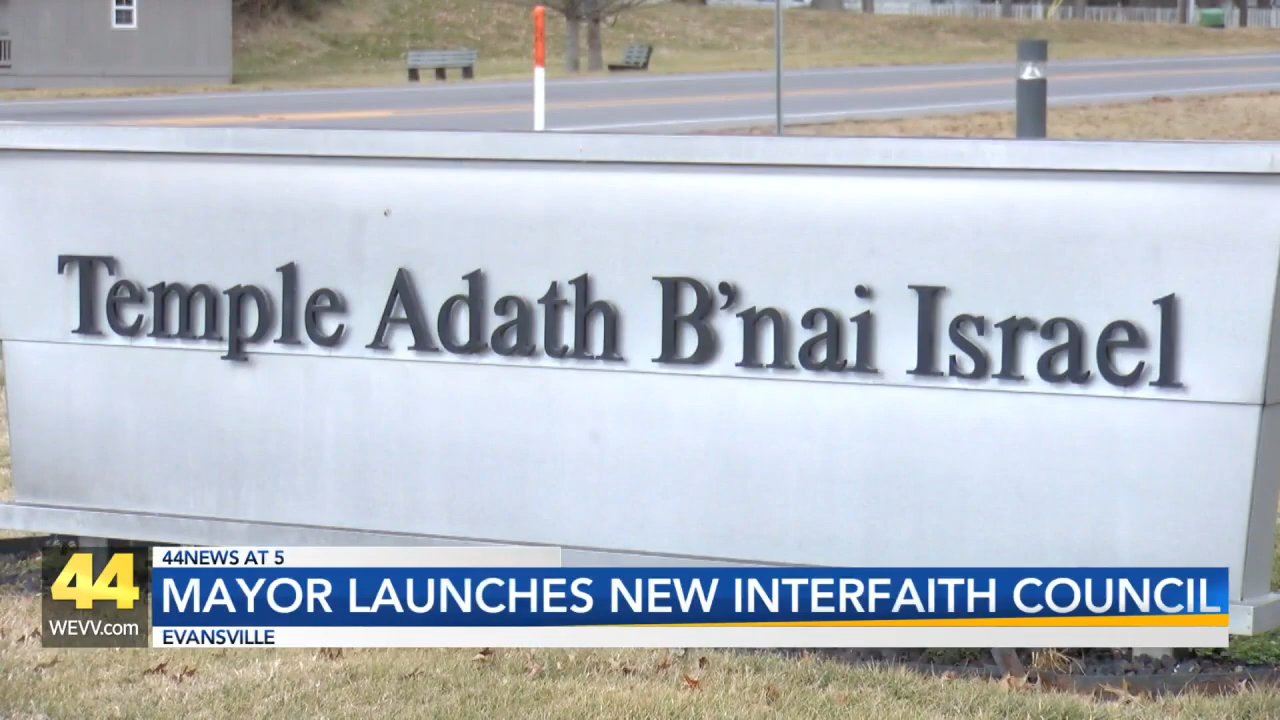 Temple Adath B'nai Israel
44NEWS AT 5
44
MAYOR LAUNCHES NEW INTERFAITH COUNCIL
WEVV.com
EVANSVILLE